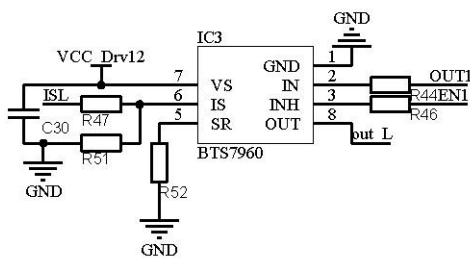 GND
IC3
VCC_Drv12
7 VS GND 1
IN 2 OUT1
ISL 6 IS INH 3 R44 EN1
R47 5 SR OUT 8 R46
C30 out_L
R51 BTS7960
GND R52
GND